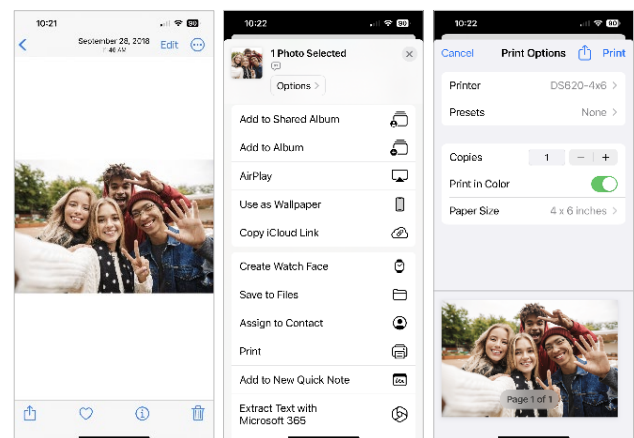 10:21
90
September 28, 2018
Edit
10:22
90
1 Photo Selected
Options >
Add to Shared Album
Add to Album
AirPlay
Use as Wallpaper
Copy iCloud Link
Create Watch Face
Save to Files
Assign to Contact
Print
Add to New Quick Note
Extract Text with
Microsoft 365
10:22
90
Cancel
Print Options
Print
Printer
DS620-4x6 >
Presets
None >
Copies
1
- +
Print in Color
Paper Size
4 x 6 inches >
Page 1 of 1